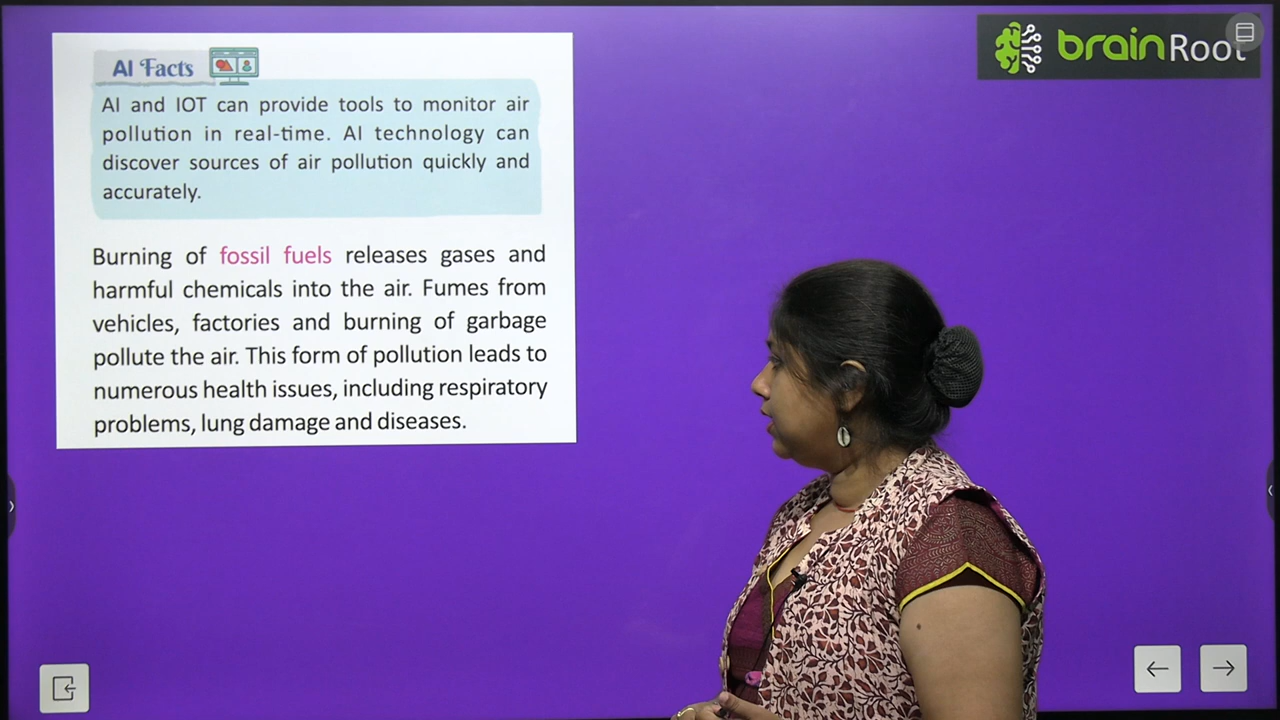 AI Facts
AI and IOT can provide tools to monitor air
pollution in real-time. AI technology can
discover sources of air pollution quickly and
accurately.
Burning of fossil fuels releases gases and
harmful chemicals into the air. Fumes from
vehicles, factories and burning of garbage
pollute the air. This form of pollution leads to
numerous health issues, including respiratory
problems, lung damage and diseases.
brainRoot